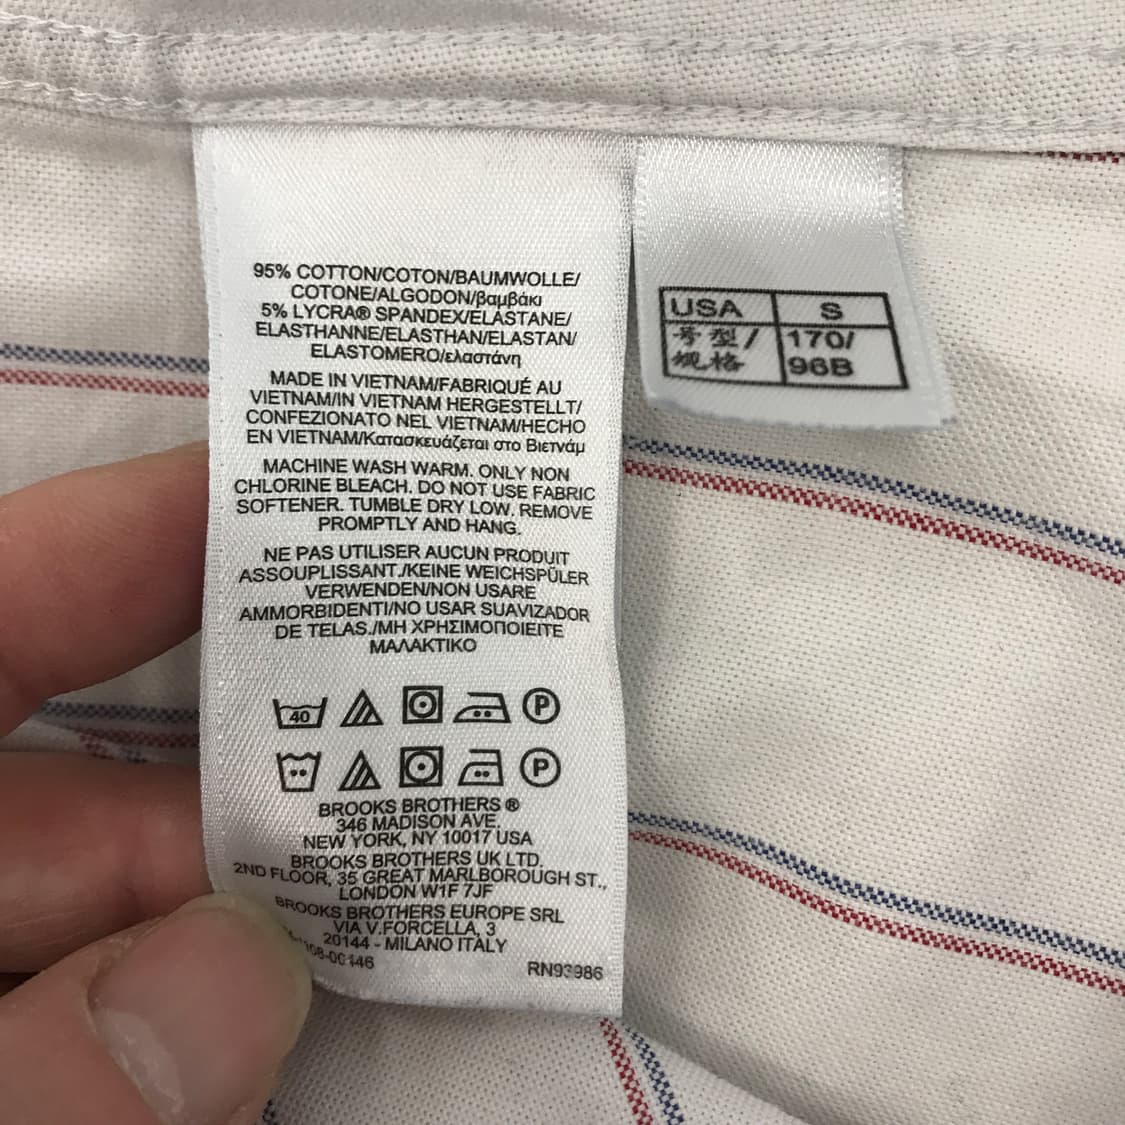 95% COTTON/COTON/BAUMWOLLE/
COTONE/ALGODON/βαμβάκι
5% LYCRA® SPANDEX/ELASTANE/
ELASTHANNE/ELASTHAN/ELASTAN/
ELASTOMERO/ελαστάνη
MADE IN VIETNAM/FABRIQUÉ AU
VIETNAM/IN VIETNAM HERGESTELLT/
CONFEZIONATO NEL VIETNAM/HECHO
EN VIETNAM/Κατασκευάζεται στο Βιετνάμ
MACHINE WASH WARM. ONLY NON
CHLORINE BLEACH. DO NOT USE FABRIC
SOFTENER. TUMBLE DRY LOW. REMOVE
PROMPTLY AND HANG.
NE PAS UTILISER AUCUN PRODUIT
ASSOUPLISSANT./KEINE WEICHSPÜLER
VERWENDEN/NON USARE
AMMORBIDENTI/NO USAR SUAVIZADOR
DE TELAS./ΜΗ ΧΡΗΣΙΜΟΠΟΙΕΙΤΕ
ΜΑΛΑΚΤΙΚΟ
40 P
P
BROOKS BROTHERS ®
346 MADISON AVE.
NEW YORK, NY 10017 USA
BROOKS BROTHERS UK LTD.
2ND FLOOR, 35 GREAT MARLBOROUGH ST.,
LONDON W1F 7JF
BROOKS BROTHERS EUROPE SRL
VIA V.FORCELLA, 3
20144 - MILANO ITALY
RN93986
USA S
号型/ 170/
规格 96B